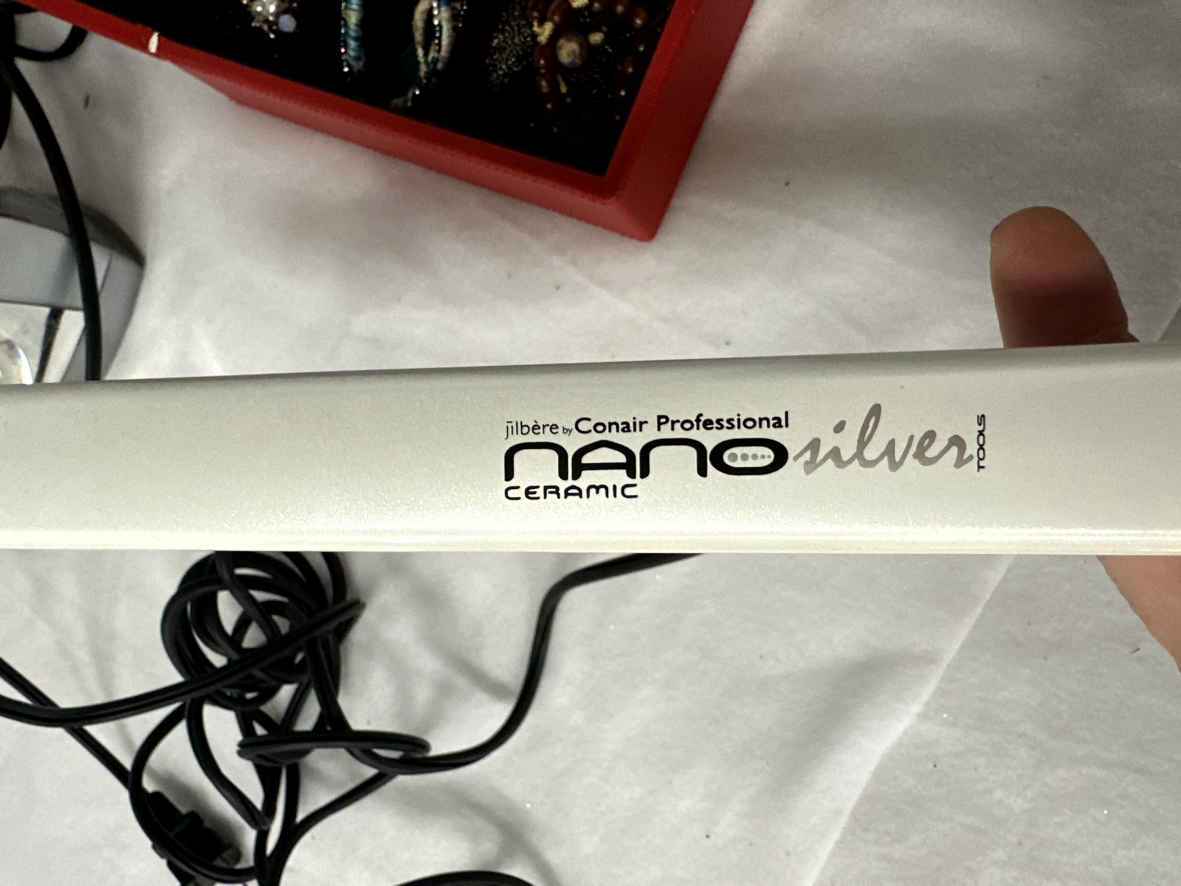 jilbère by Conair Professional
NANO silver TOOLS
CERAMIC